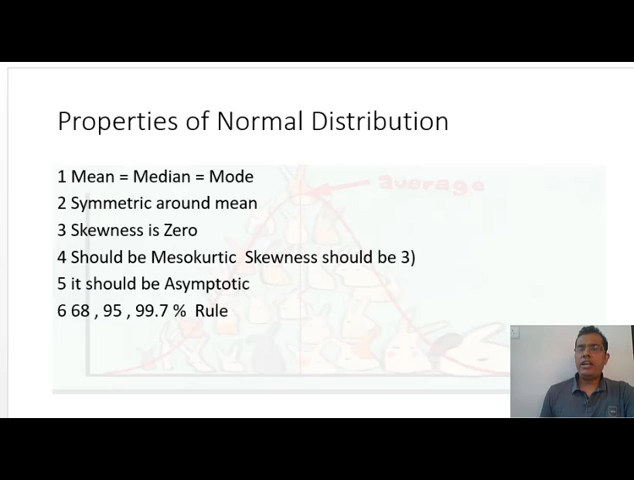 Properties of Normal Distribution
average
1 Mean = Median = Mode
2 Symmetric around mean
3 Skewness is Zero
4 Should be Mesokurtic  Skewness should be 3)
5 it should be Asymptotic
6 68 , 95 , 99.7 %  Rule